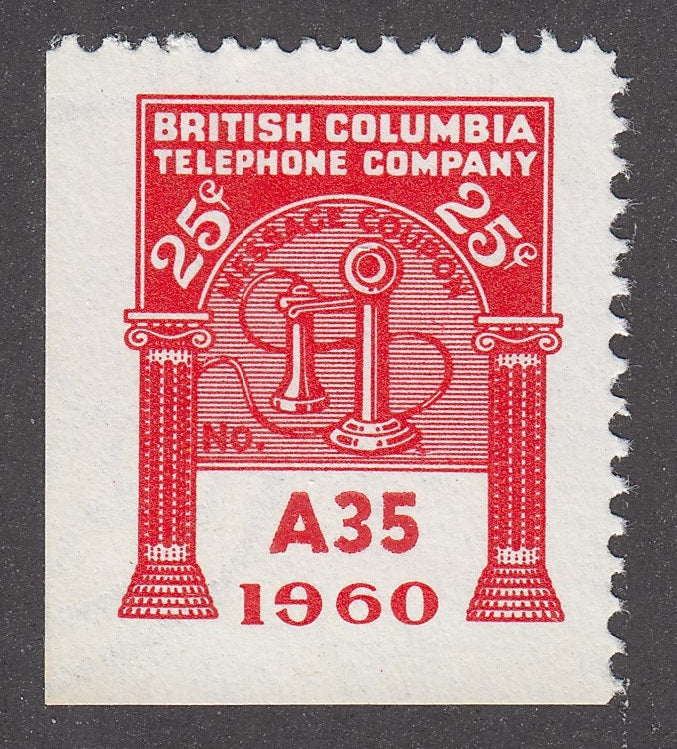 BRITISH COLUMBIA
TELEPHONE COMPANY
25¢ 25¢
MESSAGE COUPON
No.
A35
1960